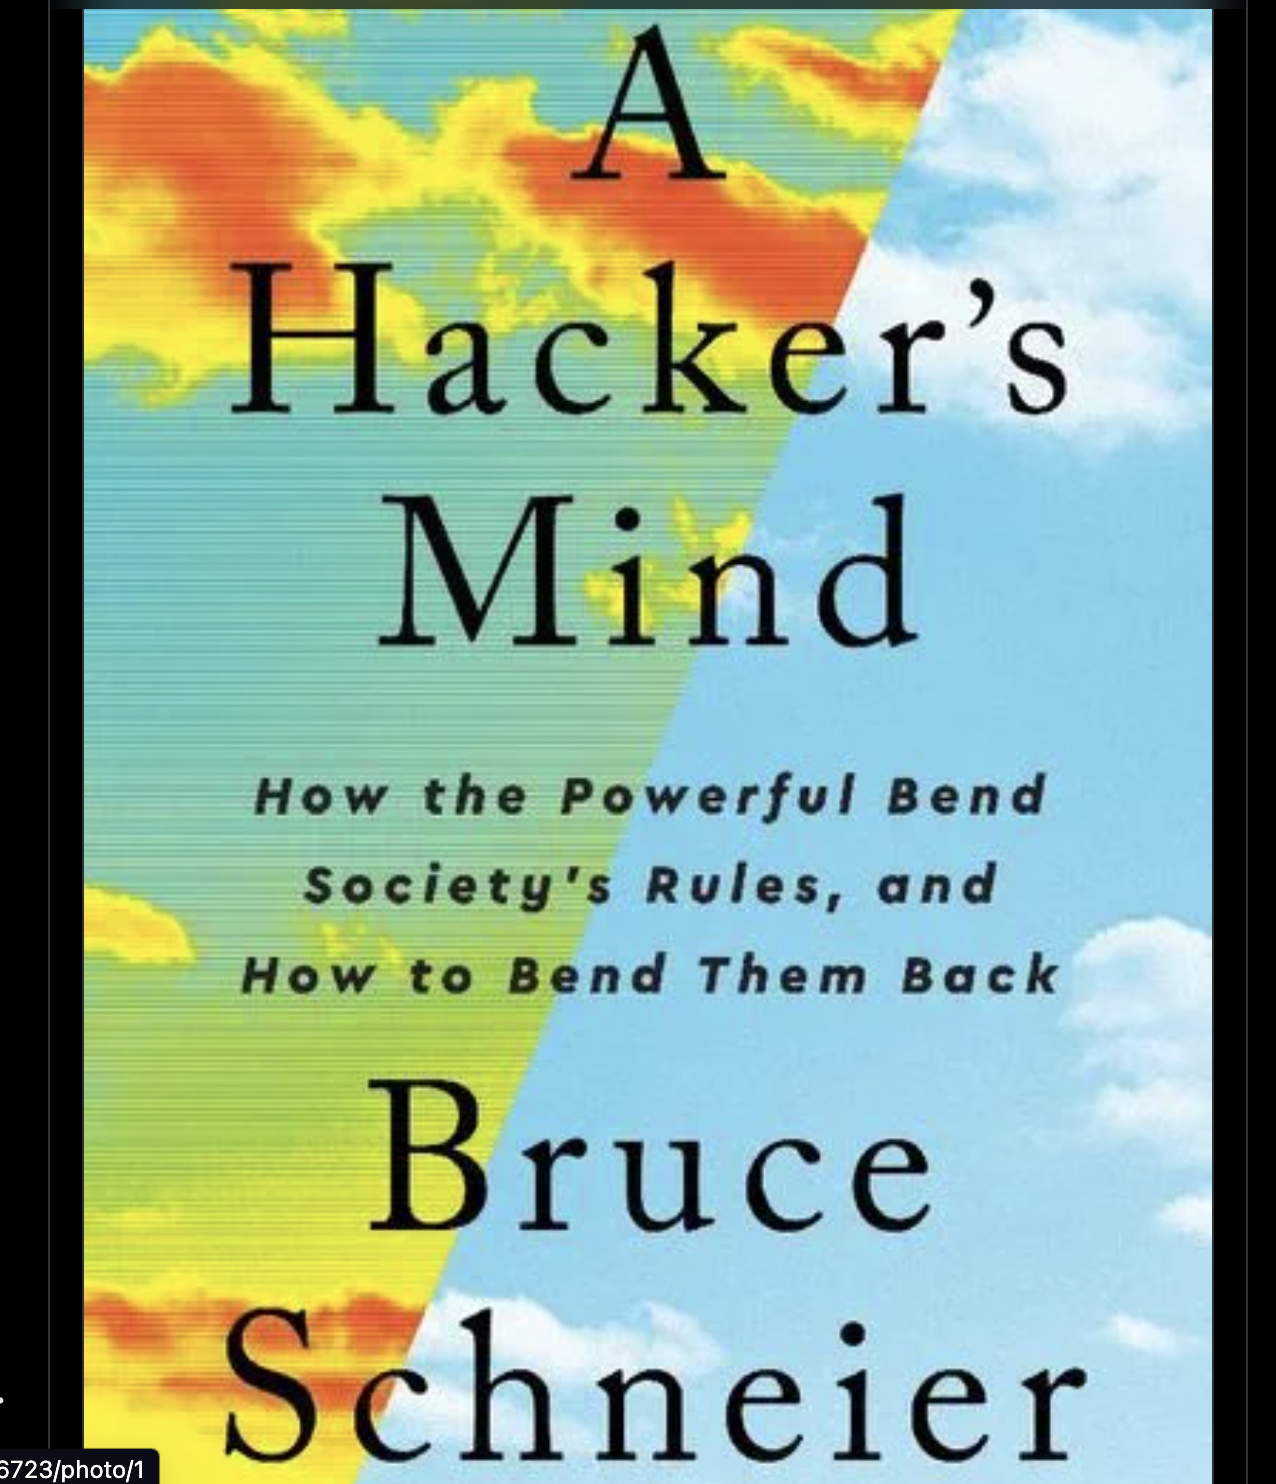 A
Hacker’s
Mind
How the Powerful Bend
Society’s Rules, and
How to Bend Them Back
Bruce
Schneier
6723/photo/1